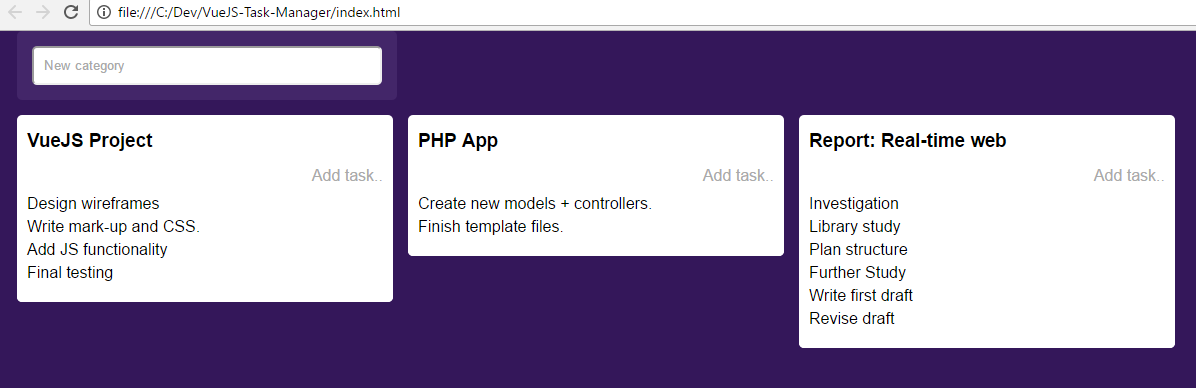 file:///C:/Dev/VueJS-Task-Manager/index.html
New category
VueJS Project
Add task..
Design wireframes
Write mark-up and CSS.
Add JS functionality
Final testing
PHP App
Add task..
Create new models + controllers.
Finish template files.
Report: Real-time web
Add task..
Investigation
Library study
Plan structure
Further Study
Write first draft
Revise draft